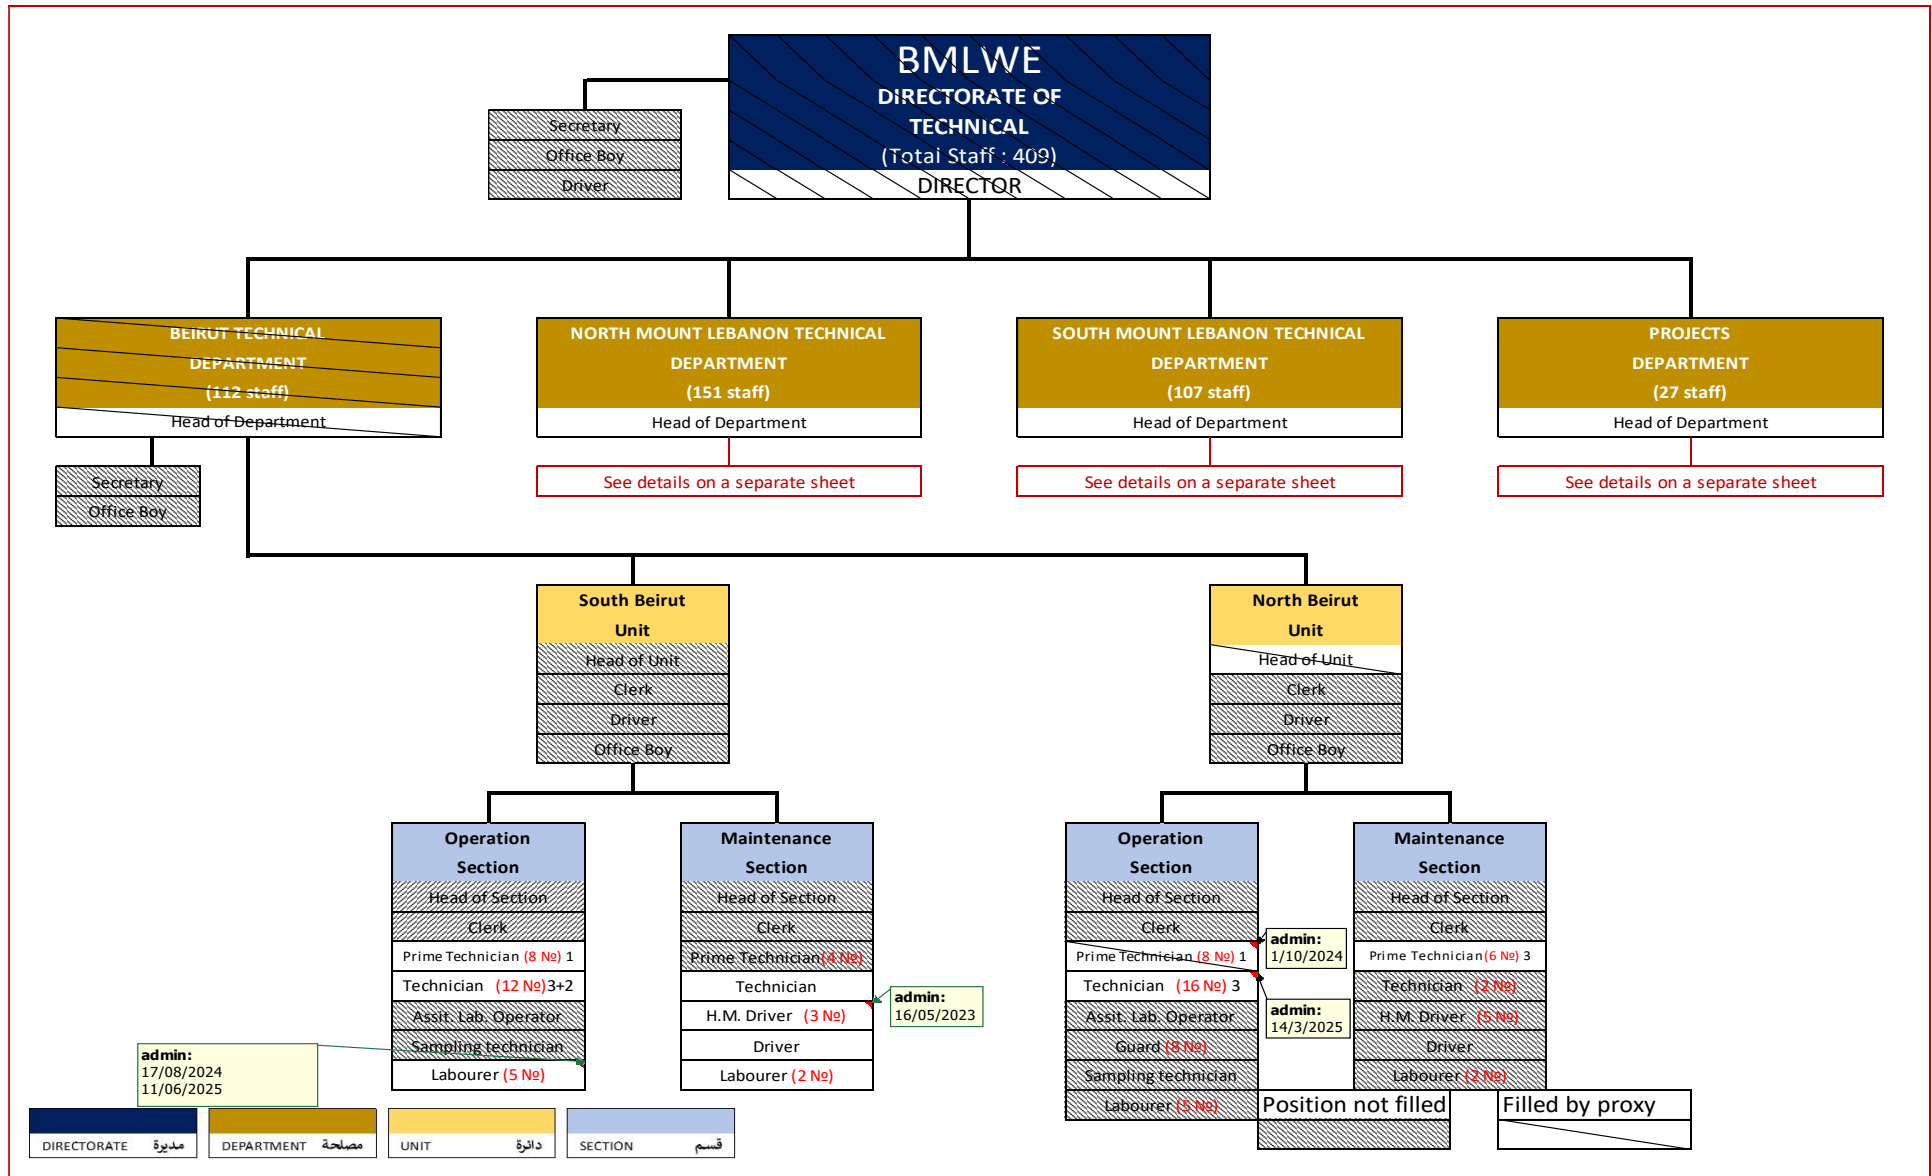 BMLWE
DIRECTORATE OF
TECHNICAL
(Total Staff : 409)
DIRECTOR
Secretary
Office Boy
Driver
BEIRUT TECHNICAL
DEPARTMENT
(112 staff)
Head of Department
Secretary
Office Boy
NORTH MOUNT LEBANON TECHNICAL
DEPARTMENT
(151 staff)
Head of Department
See details on a separate sheet
SOUTH MOUNT LEBANON TECHNICAL
DEPARTMENT
(107 staff)
Head of Department
See details on a separate sheet
PROJECTS
DEPARTMENT
(27 staff)
Head of Department
See details on a separate sheet
South Beirut
Unit
Head of Unit
Clerk
Driver
Office Boy
North Beirut
Unit
Head of Unit
Clerk
Driver
Office Boy
Operation
Section
Head of Section
Clerk
Prime Technician (8 №) 1
Technician (12 №)3+2
Assit. Lab. Operator
Sampling technician
Labourer (5 №)
admin:
17/08/2024
11/06/2025
Maintenance
Section
Head of Section
Clerk
Prime Technician(4 №)
Technician
H.M. Driver (3 №)
Driver
Labourer (2 №)
admin:
16/05/2023
Operation
Section
Head of Section
Clerk
Prime Technician (8 №) 1
Technician (16 №) 3
Assit. Lab. Operator
Guard (8 №)
Sampling technician
Labourer (5 №)
admin:
1/10/2024
admin:
14/3/2025
Maintenance
Section
Head of Section
Clerk
Prime Technician(6 №) 3
Technician (2 №)
H.M. Driver (5 №)
Driver
Labourer (2 №)
Position not filled
Filled by proxy
DIRECTORATE مديرة
DEPARTMENT مصلحة
UNIT دائرة
SECTION قسم